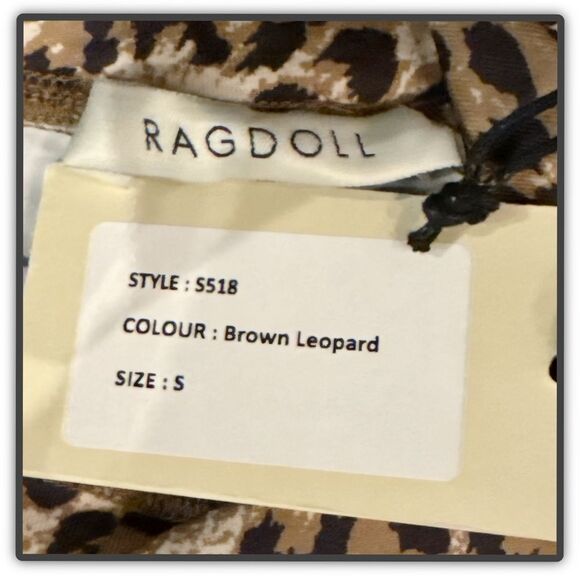 RAGDOLL
STYLE : S518
COLOUR : Brown Leopard
SIZE : S